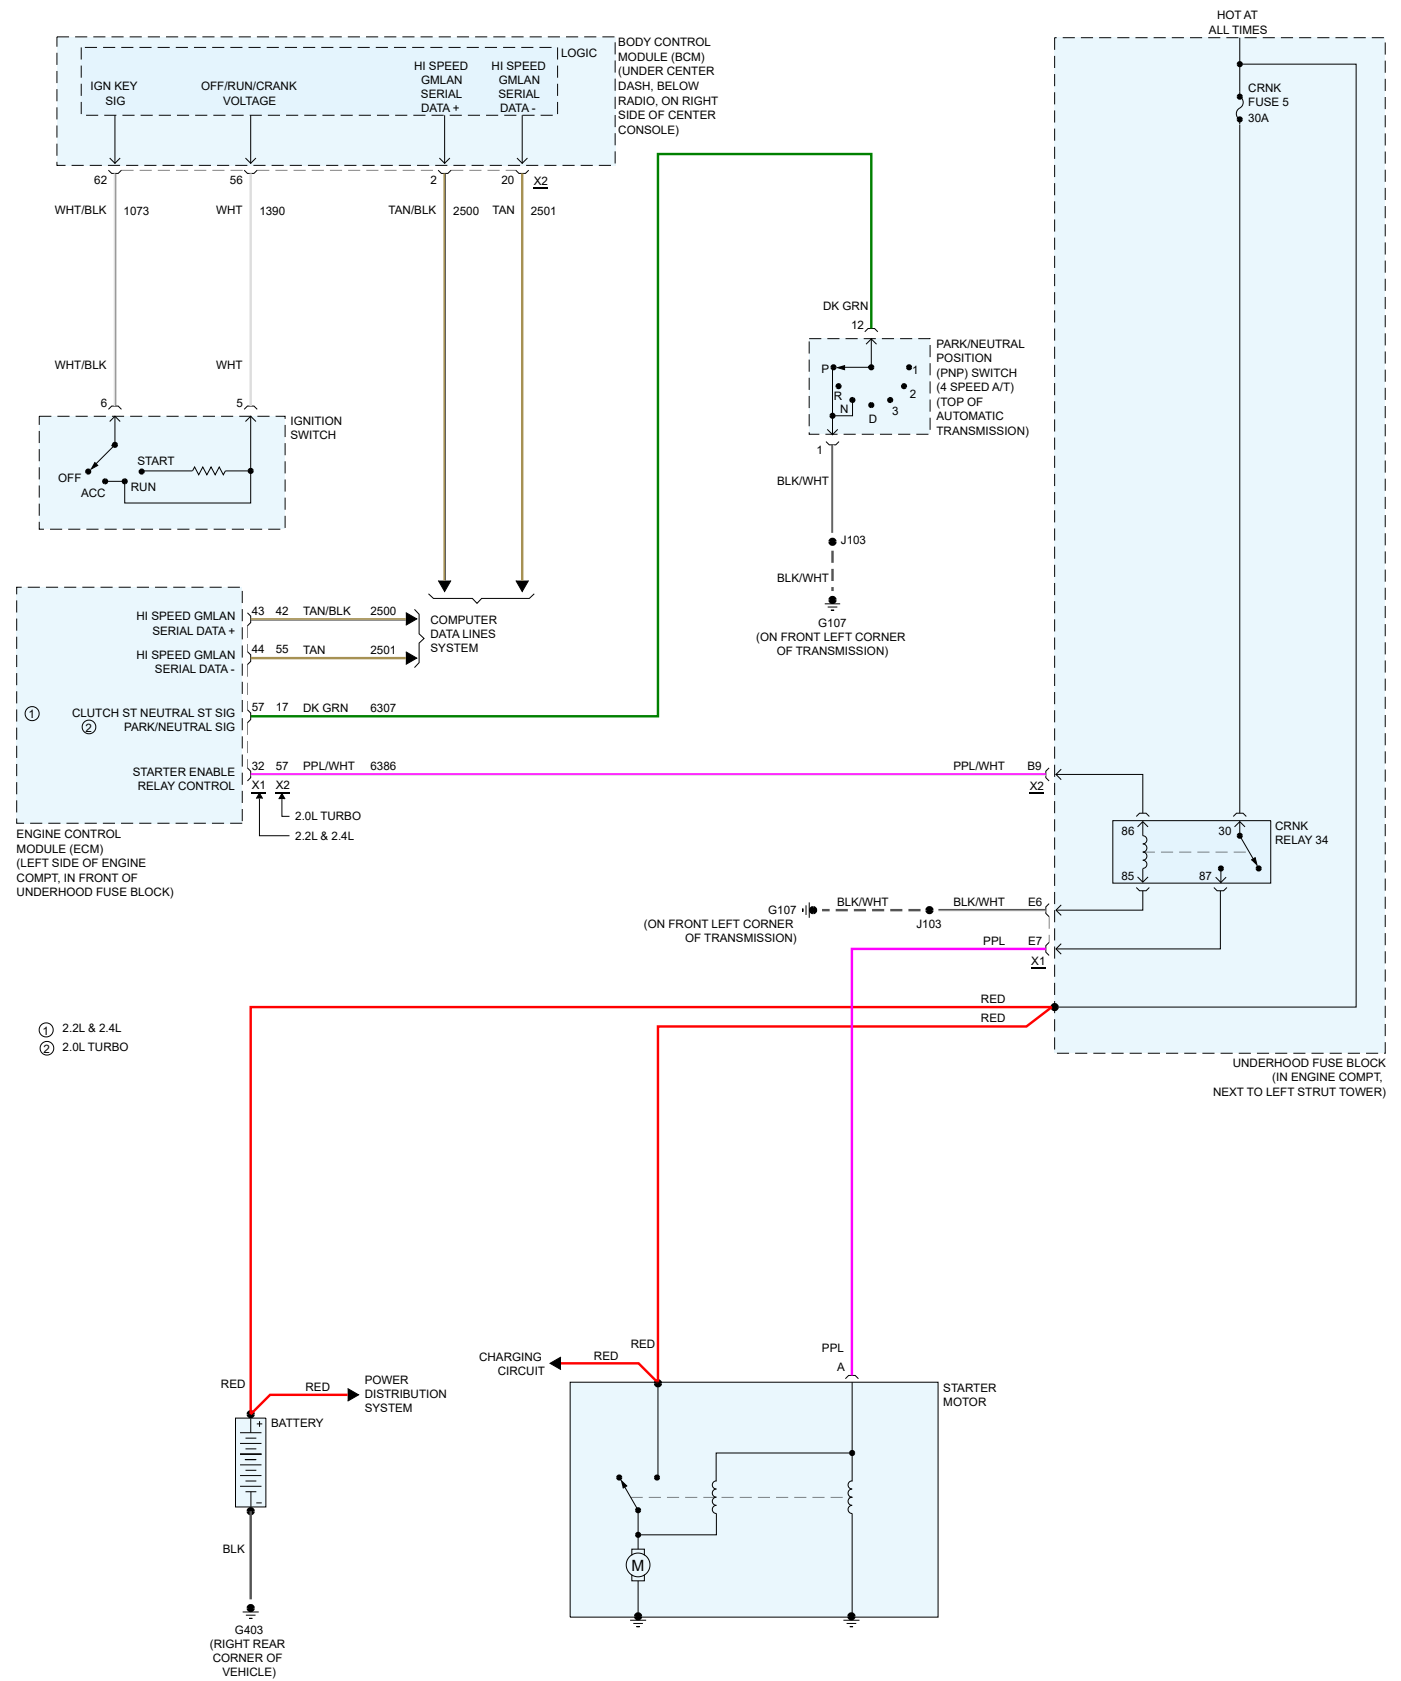 HOT AT
ALL TIMES
BODY CONTROL
MODULE (BCM)
(UNDER CENTER
DASH, BELOW
RADIO, ON RIGHT
SIDE OF CENTER
CONSOLE)
LOGIC
IGN KEY
SIG
OFF/RUN/CRANK
VOLTAGE
HI SPEED
GMLAN
SERIAL
DATA +
HI SPEED
GMLAN
SERIAL
DATA -
CRNK
FUSE 5
30A
62
56
2
20
X2
WHT/BLK
1073
WHT
1390
TAN/BLK
2500
TAN
2501
DK GRN
12
PARK/NEUTRAL
POSITION
(PNP) SWITCH
(4 SPEED A/T)
(TOP OF
AUTOMATIC
TRANSMISSION)
P
R
N
D
3
2
1
1
WHT/BLK
WHT
6
5
IGNITION
SWITCH
OFF
ACC
START
RUN
BLK/WHT
J103
BLK/WHT
G107
(ON FRONT LEFT CORNER
OF TRANSMISSION)
HI SPEED GMLAN
SERIAL DATA +
43 42 TAN/BLK 2500
HI SPEED GMLAN
SERIAL DATA -
44 55 TAN 2501
COMPUTER
DATA LINES
SYSTEM
1
CLUTCH ST NEUTRAL ST SIG
2
PARK/NEUTRAL SIG
57 17 DK GRN 6307
STARTER ENABLE
RELAY CONTROL
32 57 PPL/WHT 6386
X1 X2
2.0L TURBO
2.2L & 2.4L
ENGINE CONTROL
MODULE (ECM)
(LEFT SIDE OF ENGINE
COMPT, IN FRONT OF
UNDERHOOD FUSE BLOCK)
PPL/WHT
B9
X2
86
30
85
87
CRNK
RELAY 34
G107
(ON FRONT LEFT CORNER
OF TRANSMISSION)
BLK/WHT
J103
BLK/WHT
E6
PPL
E7
X1
RED
RED
1 2.2L & 2.4L
2 2.0L TURBO
UNDERHOOD FUSE BLOCK
(IN ENGINE COMPT,
NEXT TO LEFT STRUT TOWER)
RED
CHARGING
CIRCUIT
RED
PPL
A
STARTER
MOTOR
RED
RED
POWER
DISTRIBUTION
SYSTEM
BATTERY
+
–
M
BLK
G403
(RIGHT REAR
CORNER OF
VEHICLE)